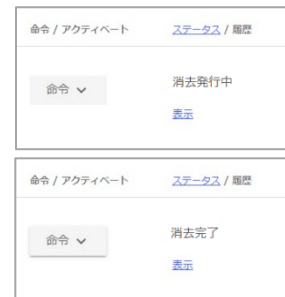 命令 / アクティベート ステータス / 履歴
命令 消去発行中
表示
命令 / アクティベート ステータス / 履歴
命令 消去完了
表示